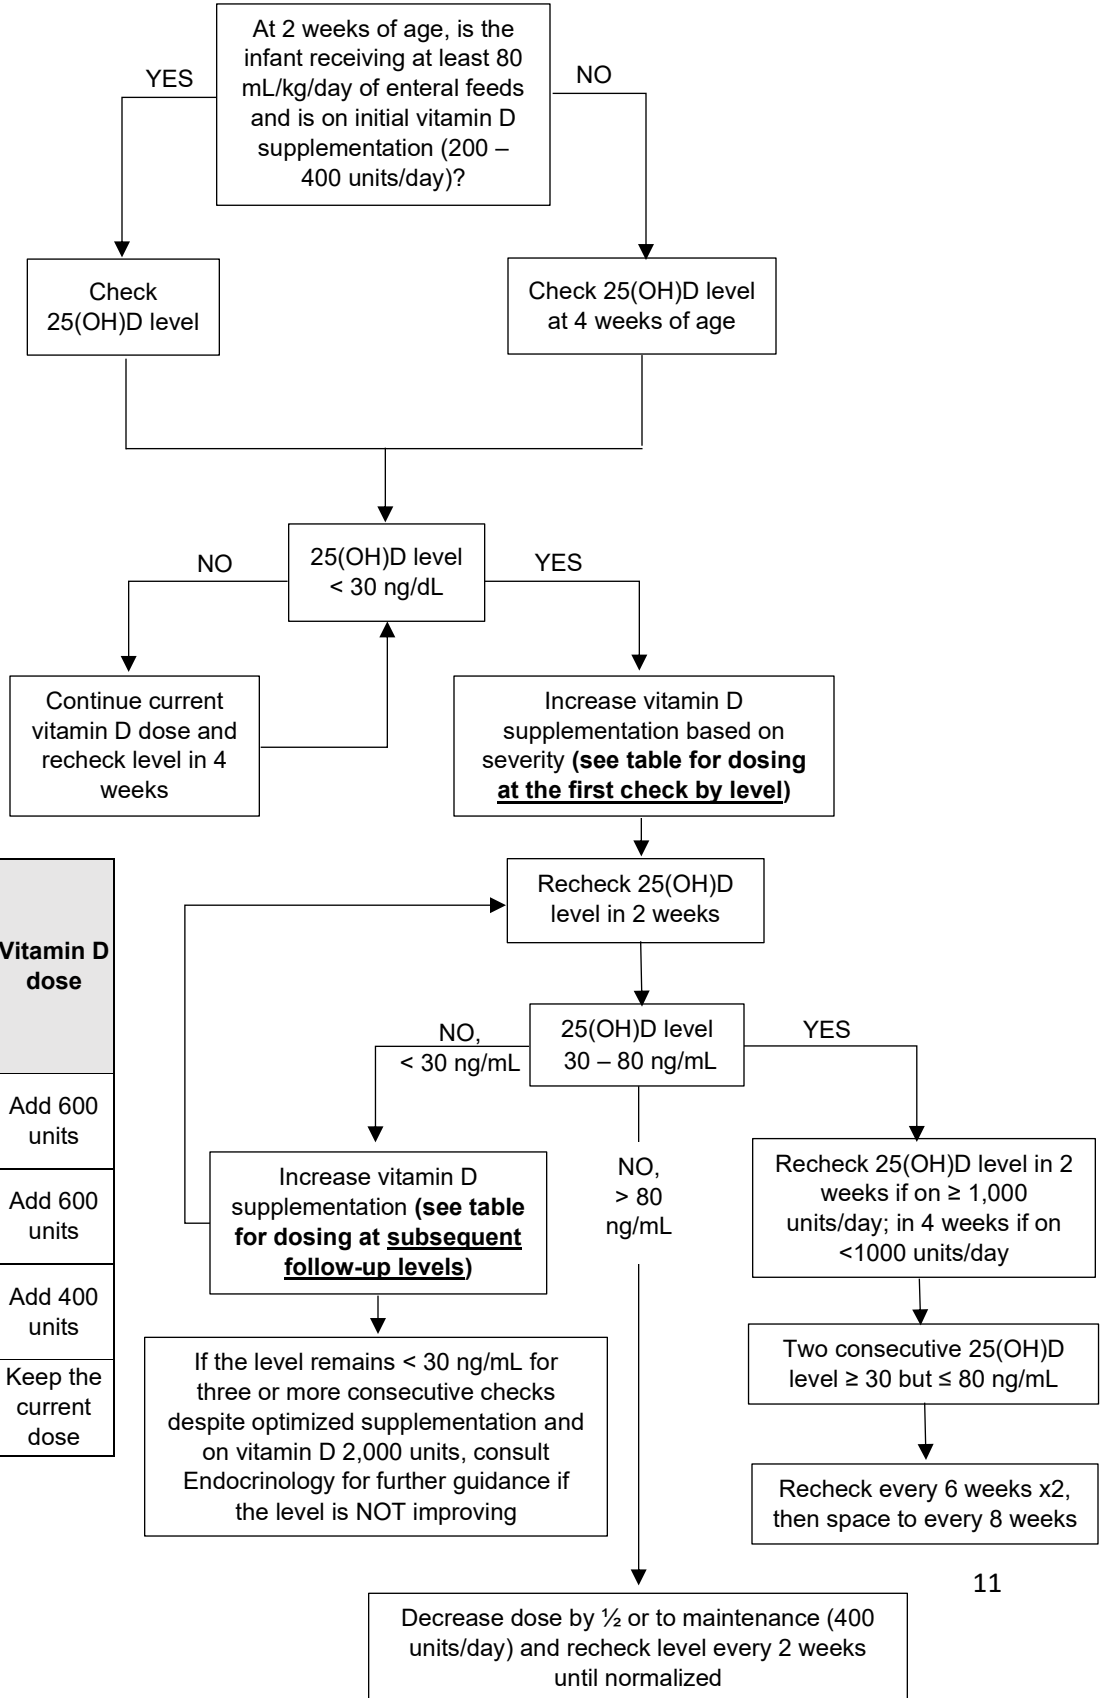 At 2 weeks of age, is the
infant receiving at least 80
mL/kg/day of enteral feeds
and is on initial vitamin D
supplementation (200 –
400 units/day)?
YES
NO
Check
25(OH)D level
Check 25(OH)D level
at 4 weeks of age
25(OH)D level
< 30 ng/dL
NO
YES
Continue current
vitamin D dose and
recheck level in 4
weeks
Increase vitamin D
supplementation based on
severity (see table for dosing
at the first check by level)
Recheck 25(OH)D
level in 2 weeks
Vitamin D
dose
Add 600
units
Add 600
units
Add 400
units
Keep the
current
dose
25(OH)D level
30 – 80 ng/mL
NO,
< 30 ng/mL
YES
NO,
> 80
ng/mL
Increase vitamin D
supplementation (see table
for dosing at subsequent
follow-up levels)
Recheck 25(OH)D level in 2
weeks if on ≥ 1,000
units/day; in 4 weeks if on
<1000 units/day
If the level remains < 30 ng/mL for
three or more consecutive checks
despite optimized supplementation and
on vitamin D 2,000 units, consult
Endocrinology for further guidance if
the level is NOT improving
Two consecutive 25(OH)D
level ≥ 30 but ≤ 80 ng/mL
Recheck every 6 weeks x2,
then space to every 8 weeks
11
Decrease dose by ½ or to maintenance (400
units/day) and recheck level every 2 weeks
until normalized